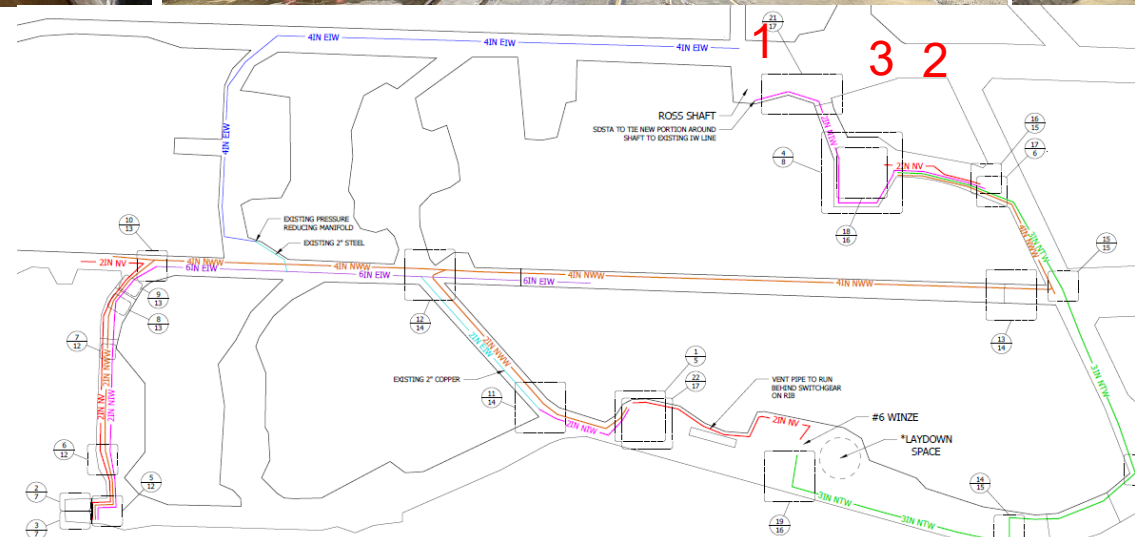 21
17
1
3
2
4IN EIW
4IN EIW
4IN EIW
4IN EIW
ROSS SHAFT
SDSTA TO TIE NEW PORTION AROUND
SHAFT TO EXISTING IW LINE
2IN NIW
4
8
2IN NV
16
15
17
6
18
16
EXISTING PRESSURE
REDUCING MANIFOLD
EXISTING 2" STEEL
10
13
2IN NV
4IN NWW
6IN EIW
4IN NWW
6IN EIW
4IN NWW
6IN EIW
4IN NWW
4IN NWW
3IN NTW
15
15
9
13
8
13
7
12
12
14
13
14
2IN NWW
2IN NV
2IN NIW
2IN NWW
2IN EIW
EXISTING 2" COPPER
11
14
1
5
22
17
VENT PIPE TO RUN
BEHIND SWITCHGEAR
ON RIB
2IN NIW
2IN NV
#6 WINZE
*LAYDOWN
SPACE
3IN NTW
6
12
5
12
2
7
3
7
19
16
3IN NTW
14
15
3IN NTW